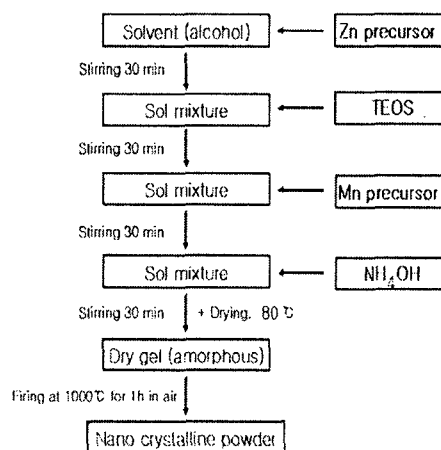 Solvent (alcohol)
Zn precursor
Stirring 30 min
Sol mixture
TEOS
Stirring 30 min
Sol mixture
Mn precursor
Stirring 30 min
Sol mixture
NH₄OH
Stirring 30 min
+ Drying. 80℃
Dry gel (amorphous)
Firing at 1000℃ for 1h in air
Nano crystalline powder